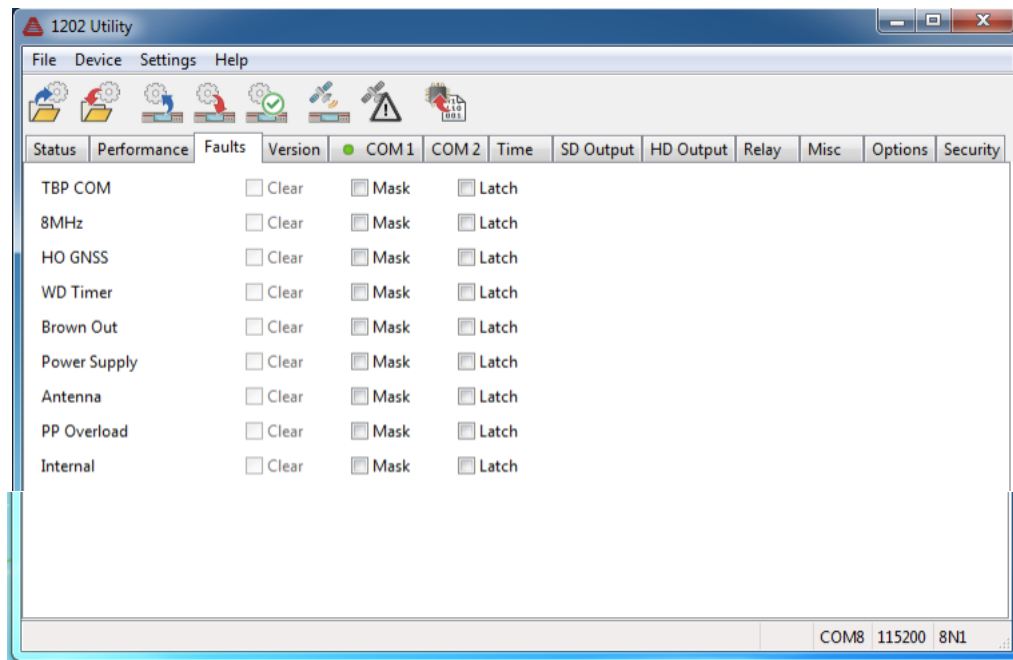 1202 Utility
File Device Settings Help
Status Performance Faults Version COM 1 COM 2 Time SD Output HD Output Relay Misc Options Security
TBP COM Clear Mask Latch
8MHz Clear Mask Latch
HO GNSS Clear Mask Latch
WD Timer Clear Mask Latch
Brown Out Clear Mask Latch
Power Supply Clear Mask Latch
Antenna Clear Mask Latch
PP Overload Clear Mask Latch
Internal Clear Mask Latch
COM8 115200 8N1